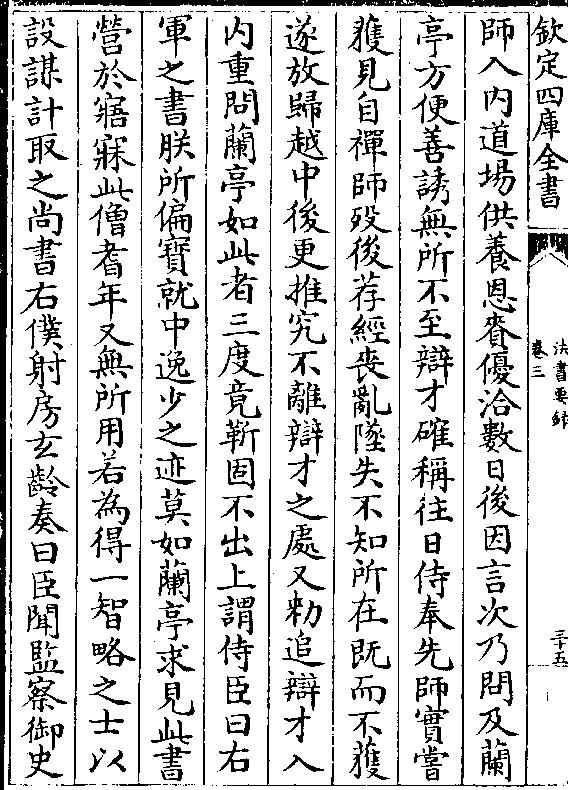 欽定四庫全書
法書要錄
卷三
三十五
師入内道場供養恩賚優洽數日後因言次乃問及蘭
亭方便善誘無所不至辯才確稱往日侍奉先師實嘗
獲見自禪師殁後荐經喪亂墜失不知所在既而不獲
遂放歸越中後更推究不離辯才之處又勑追辯才入
内重問蘭亭如此者三度竟靳固不出上謂侍臣曰右
軍之書朕所偏寳就中逸少之迹莫如蘭亭求見此書
營於寤寐此僧耆年又無所用若為得一智略之士以
設謀計取之尚書右僕射房玄齡奏曰臣聞監察御史